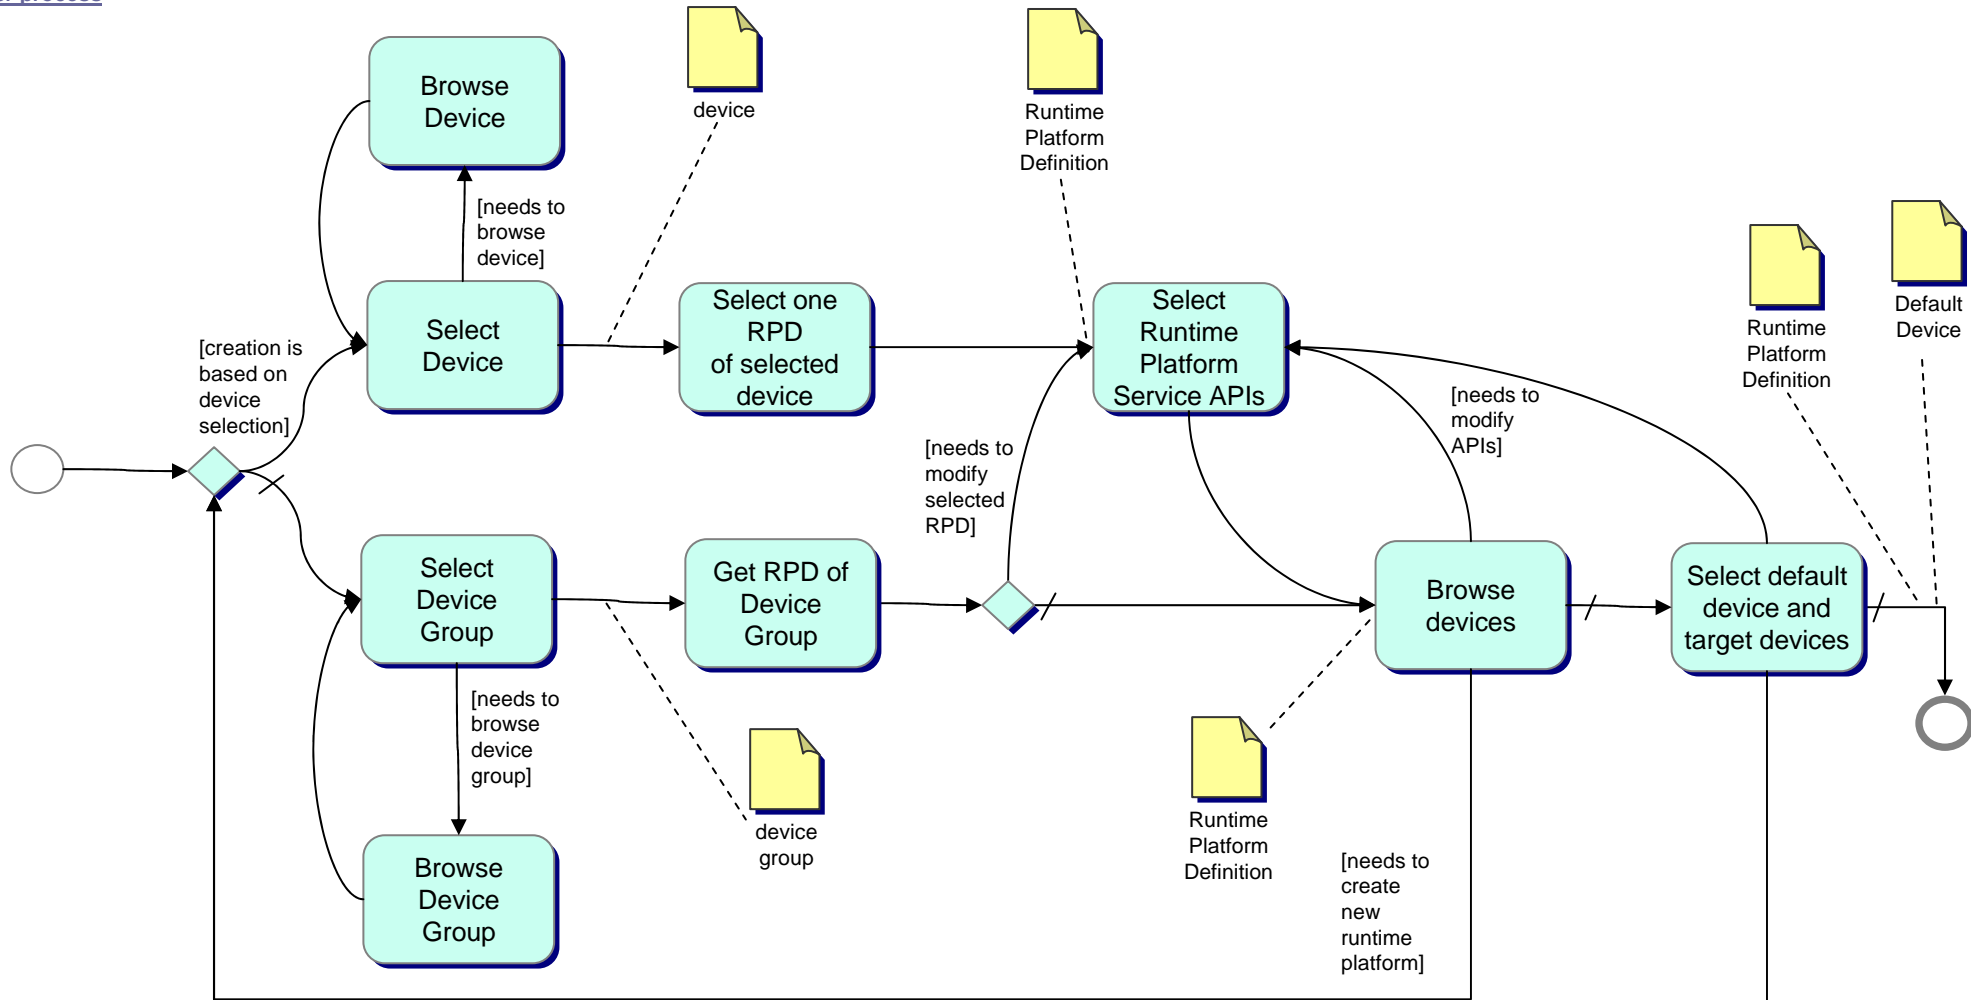 process
Browse
Device
device
Runtime
Platform
Definition
[needs to
browse
device]
Select
Device
Select one
RPD
of selected
device
Select
Runtime
Platform
Service APIs
Runtime
Platform
Definition
Default
Device
[creation is
based on
device
selection]
[needs to
modify
selected
RPD]
[needs to
modify
APIs]
Select
Device
Group
Get RPD of
Device
Group
Browse
devices
Select default
device and
target devices
[needs to
browse
device
group]
device
group
Runtime
Platform
Definition
Browse
Device
Group
[needs to
create
new
runtime
platform]